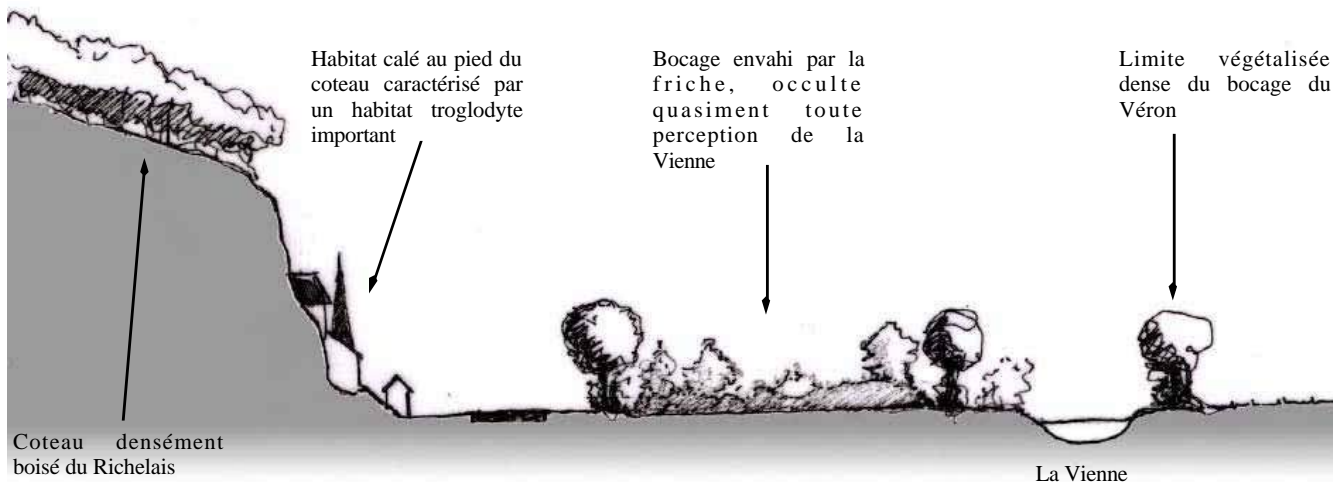 Habitat calé au pied du
coteau caractérisé par
un habitat troglodyte
important
Bocage envahi par la
friche, occulte
quasiment toute
perception de la
Vienne
Limite végétalisée
dense du bocage du
Véron
Coteau densément
boisé du Richelais
La Vienne